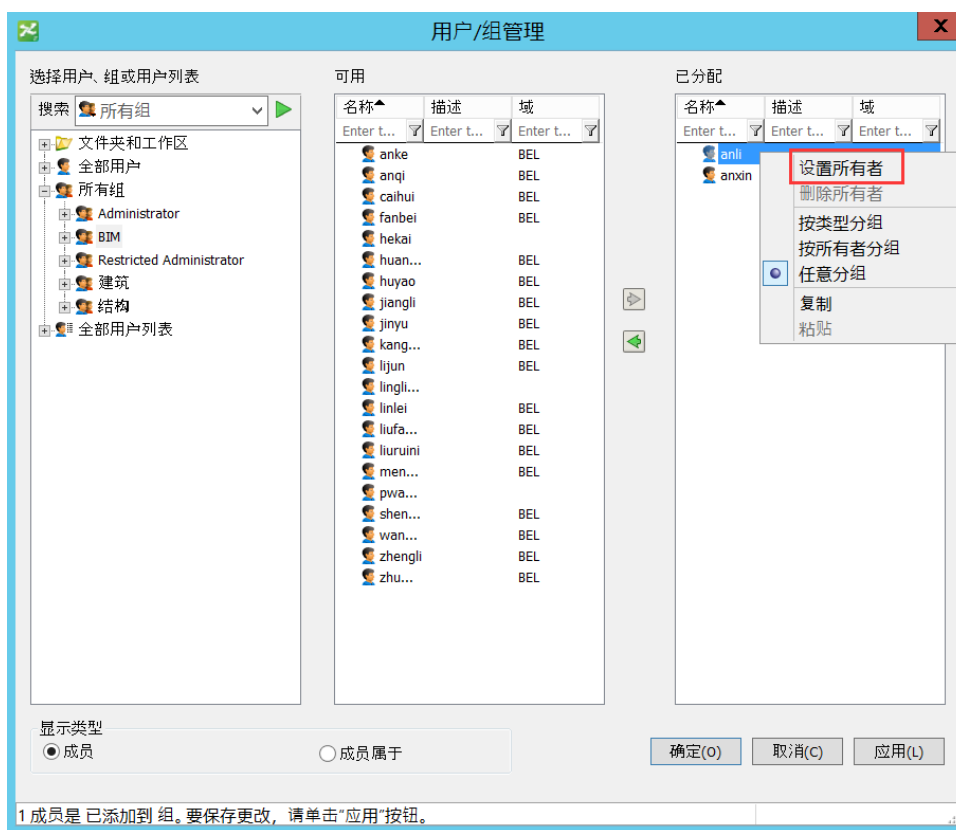 用户/组管理
X
选择用户、组或用户列表
搜索 所有组
文件夹和工作区
全部用户
所有组
Administrator
BIM
Restricted Administrator
建筑
结构
全部用户列表
可用
名称 描述 域
Enter t... Enter t... Enter t...
anke BEL
anqi BEL
caihui BEL
fanbei BEL
hekai
huan... BEL
huyao BEL
jiangli BEL
jinyu BEL
kang... BEL
lijun BEL
lingli...
linlei BEL
liufa... BEL
liuruini BEL
men... BEL
pwa...
shen... BEL
wan... BEL
zhengli BEL
zhu... BEL
已分配
名称 描述 域
Enter t... Enter t... Enter t...
anli
anxin
设置所有者
删除所有者
按类型分组
按所有者分组
任意分组
复制
粘贴
显示类型
成员 成员属于
确定(O) 取消(C) 应用(L)
1 成员是 已添加到 组。要保存更改，请单击“应用”按钮。